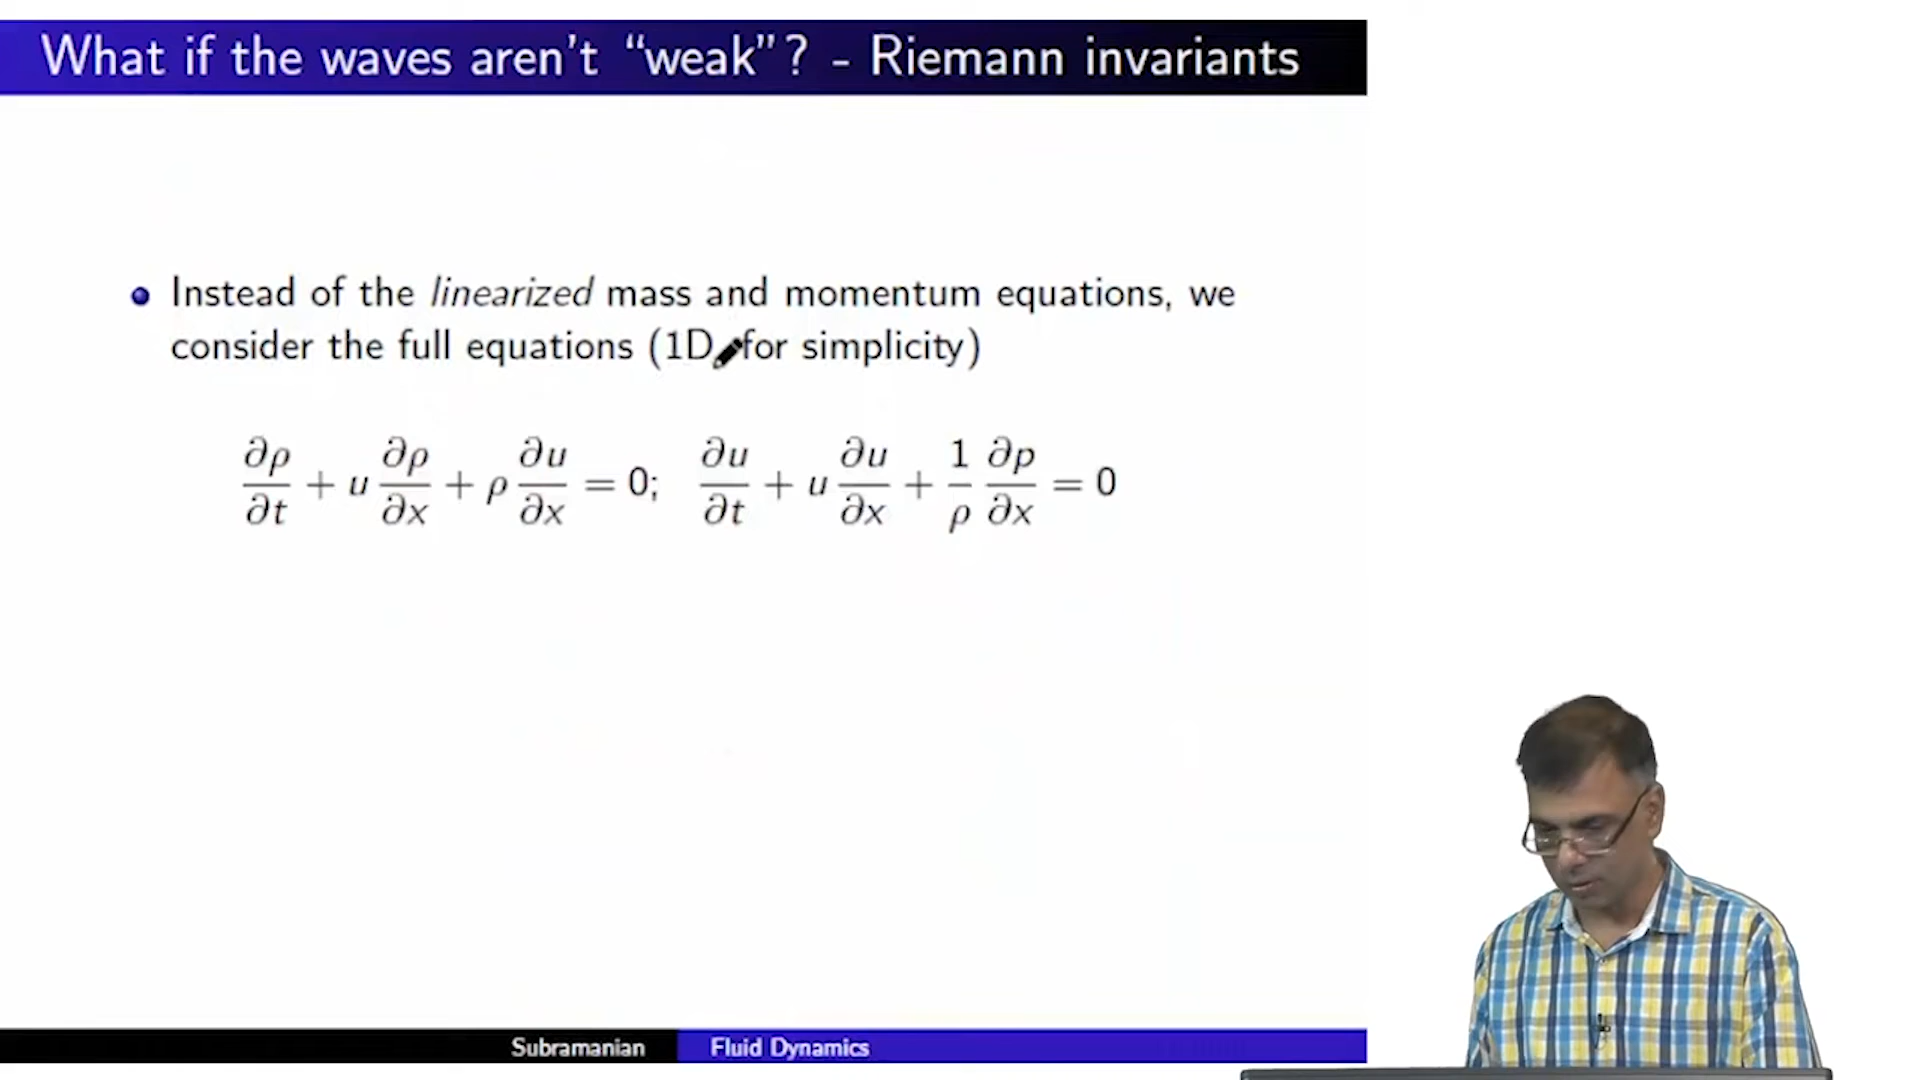 What if the waves aren't “weak”? - Riemann invariants
Instead of the linearized mass and momentum equations, we
consider the full equations (1D for simplicity)
∂ρ/∂t + u ∂ρ/∂x + ρ ∂u/∂x = 0; ∂u/∂t + u ∂u/∂x + 1/ρ ∂p/∂x = 0
Subramanian Fluid Dynamics